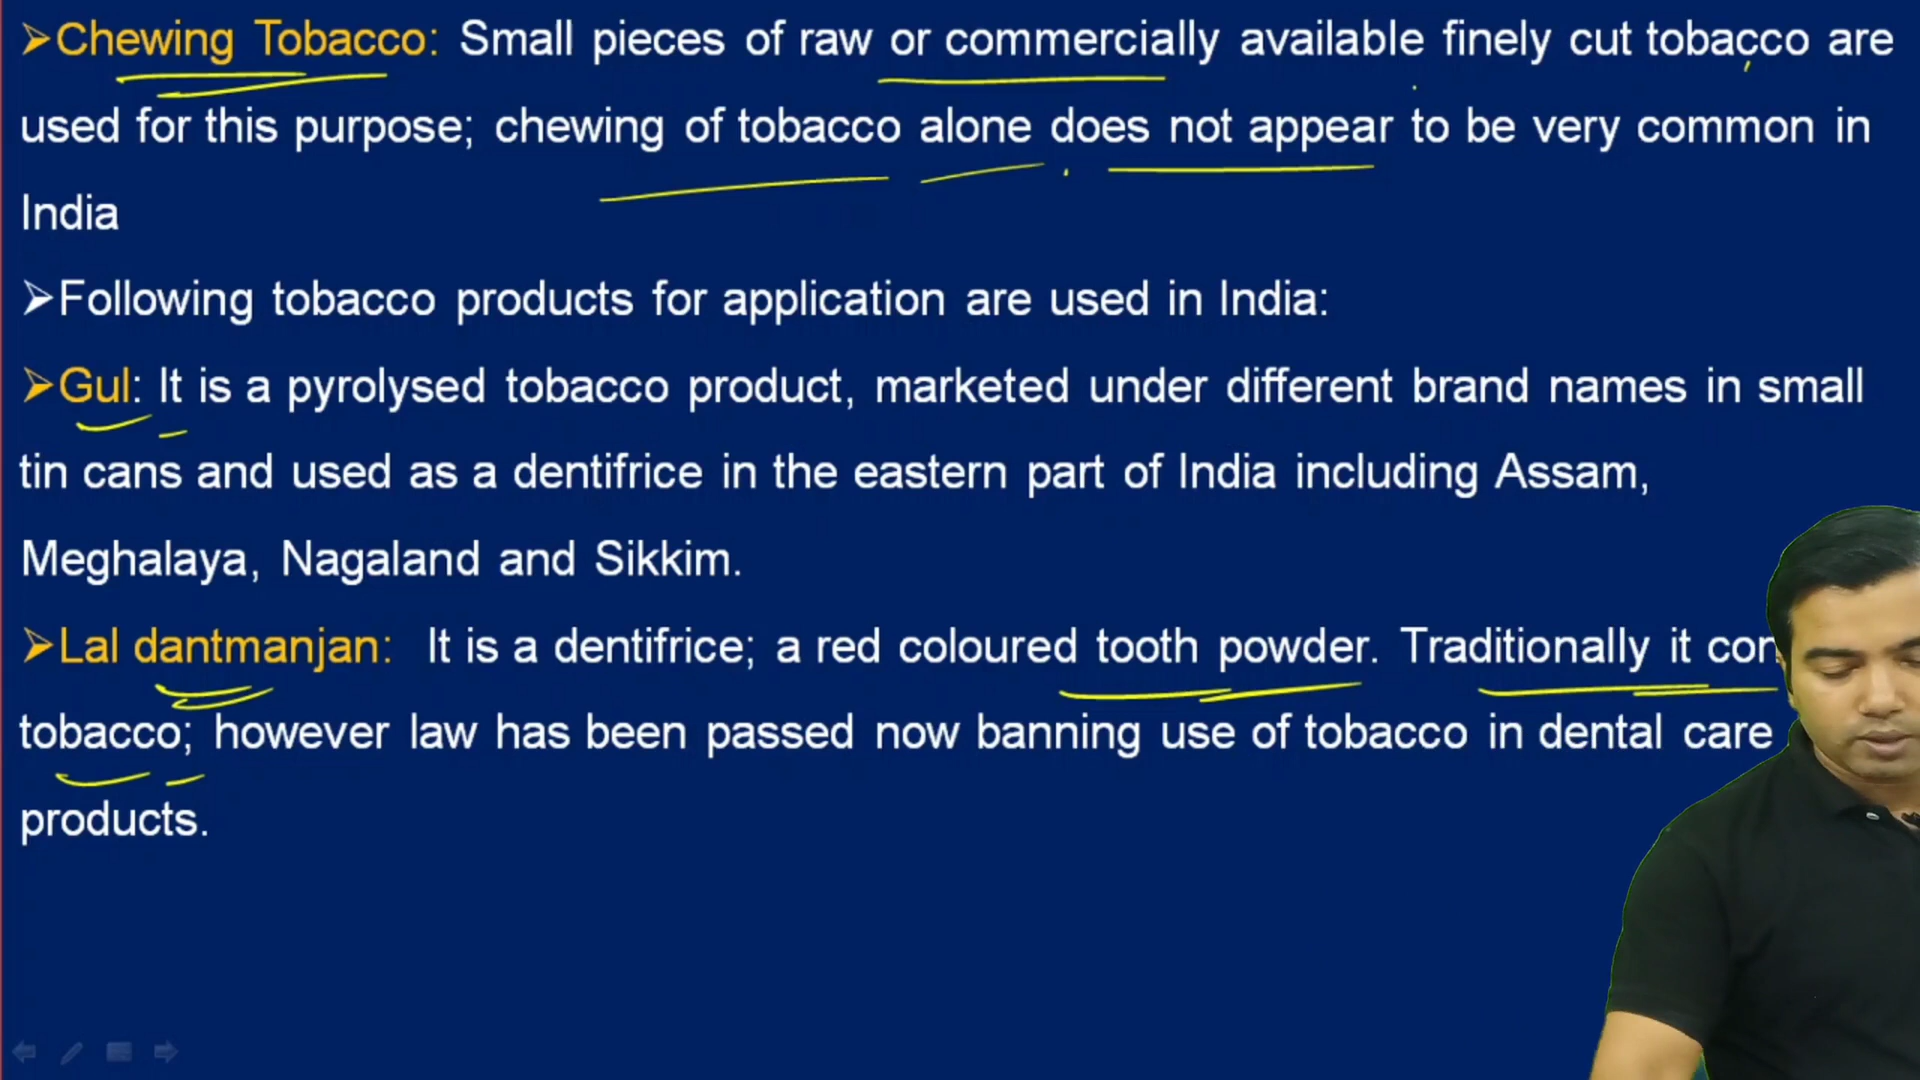 ➢Chewing Tobacco: Small pieces of raw or commercially available finely cut tobacco are
used for this purpose; chewing of tobacco alone does not appear to be very common in
India
➢Following tobacco products for application are used in India:
➢Gul: It is a pyrolysed tobacco product, marketed under different brand names in small
tin cans and used as a dentifrice in the eastern part of India including Assam,
Meghalaya, Nagaland and Sikkim.
➢Lal dantmanjan: It is a dentifrice; a red coloured tooth powder. Traditionally it
tobacco; however law has been passed now banning use of tobacco in dental care
products.